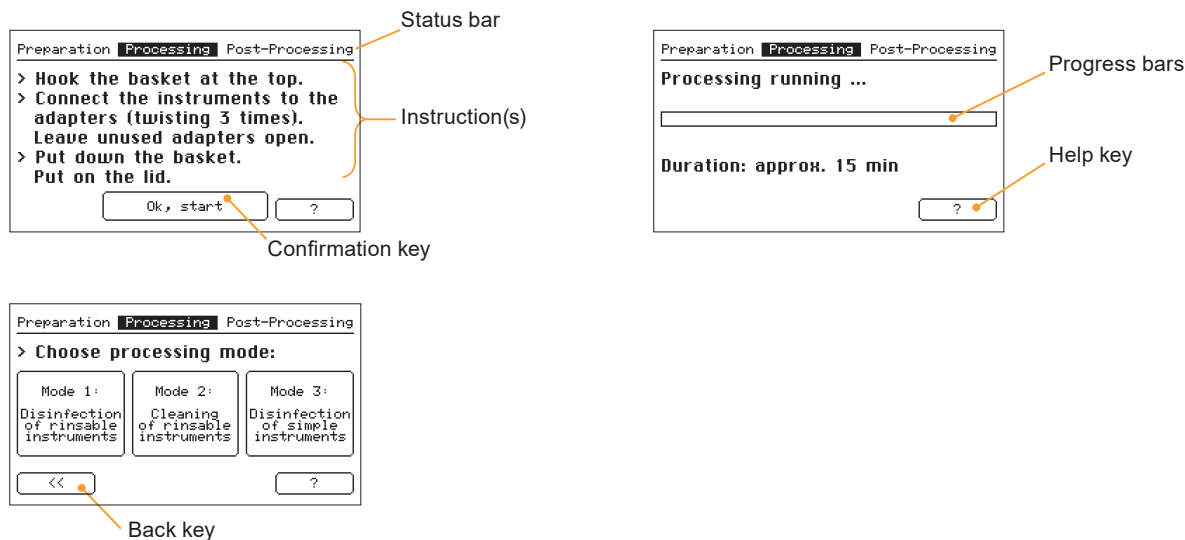 Status bar
Preparation Processing Post-Processing
> Hook the basket at the top.
> Connect the instruments to the
adapters (twisting 3 times).
Leave unused adapters open.
> Put down the basket.
Put on the lid.
Ok, start
?
Instruction(s)
Confirmation key
Preparation Processing Post-Processing
Processing running ...
Duration: approx. 15 min
?
Progress bars
Help key
Preparation Processing Post-Processing
> Choose processing mode:
Mode 1:
Disinfection
of rinsable
instruments
Mode 2:
Cleaning
of rinsable
instruments
Mode 3:
Disinfection
of simple
instruments
<<
?
Back key